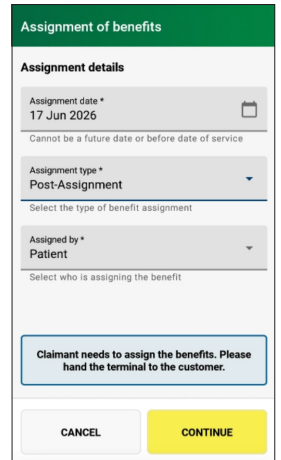 Assignment of benefits
Assignment details
Assignment date *
17 Jun 2026
Cannot be a future date or before date of service
Assignment type *
Post-Assignment
Select the type of benefit assignment
Assigned by *
Patient
Select who is assigning the benefit
Claimant needs to assign the benefits. Please
hand the terminal to the customer.
CANCEL
CONTINUE